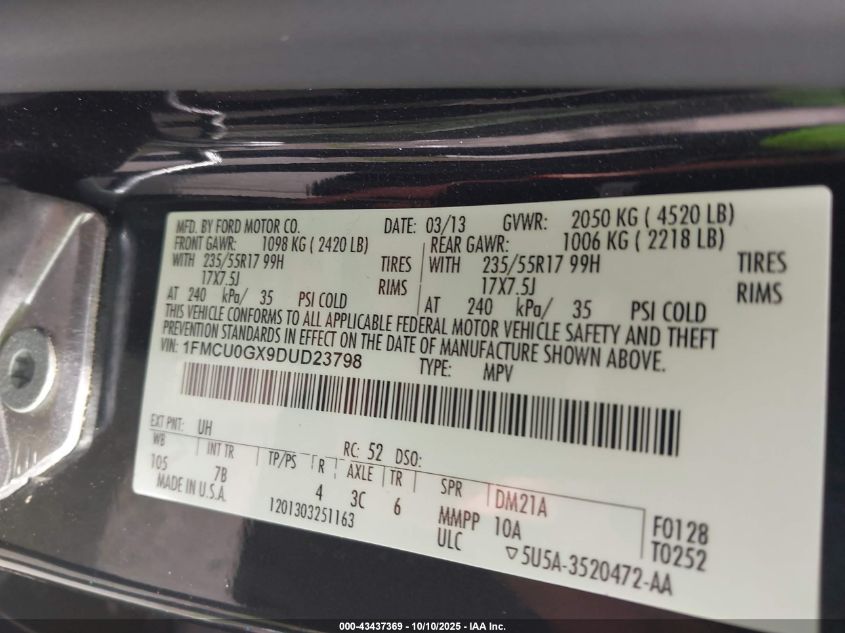 MFD. BY FORD MOTOR CO. DATE: 03/13 GVWR: 2050 KG ( 4520 LB)
FRONT GAWR: 1098 KG ( 2420 LB) REAR GAWR: 1006 KG ( 2218 LB)
WITH 235/55R17 99H TIRES WITH 235/55R17 99H TIRES
17X7.5J RIMS 17X7.5J RIMS
AT 240 kPa/ 35 PSI COLD AT 240 kPa/ 35 PSI COLD
THIS VEHICLE CONFORMS TO ALL APPLICABLE FEDERAL MOTOR VEHICLE SAFETY AND THEFT
PREVENTION STANDARDS IN EFFECT ON THE DATE OF MANUFACTURE SHOWN ABOVE.
VIN: 1FMCU0GX9DUD23798 TYPE: MPV
EXT PNT: UH RC: 52 DSO:
WB INT TR TP/PS R AXLE TR SPR DM21A
105 7B 4 3C 6 MMPP 10A F0128
MADE IN U.S.A. 1201303251163 ULC T0252
▽5U5A-3520472-AA
000-43437369 • 10/10/2025 • IAA Inc.